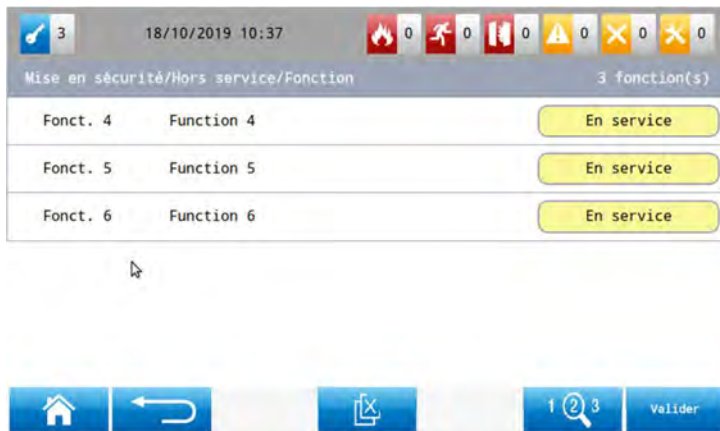 3 18/10/2019 10:37 0 0 0 0 0 0
Mise en sécurité/Hors service/Fonction 3 fonction(s)
Fonct. 4 Function 4 En service
Fonct. 5 Function 5 En service
Fonct. 6 Function 6 En service
1 2 3 Valider